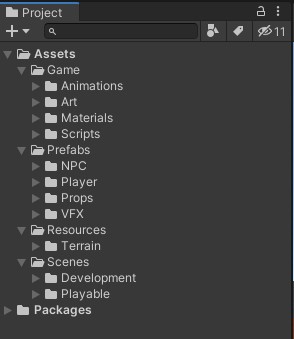 Project
11
Assets
Game
Animations
Art
Materials
Scripts
Prefabs
NPC
Player
Props
VFX
Resources
Terrain
Scenes
Development
Playable
Packages